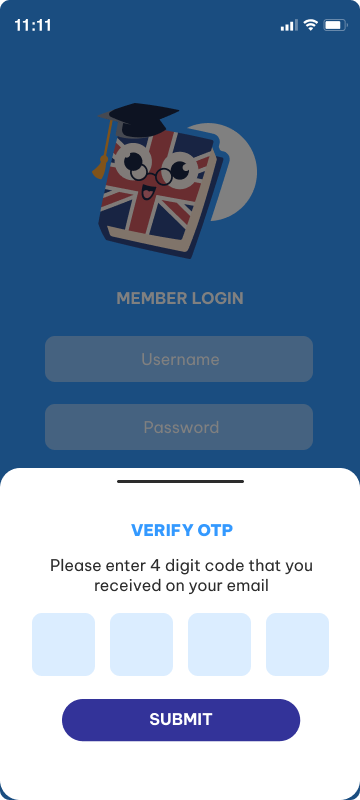 11:11
MEMBER LOGIN
Username
Password
VERIFY OTP
Please enter 4 digit code that you
received on your email
SUBMIT